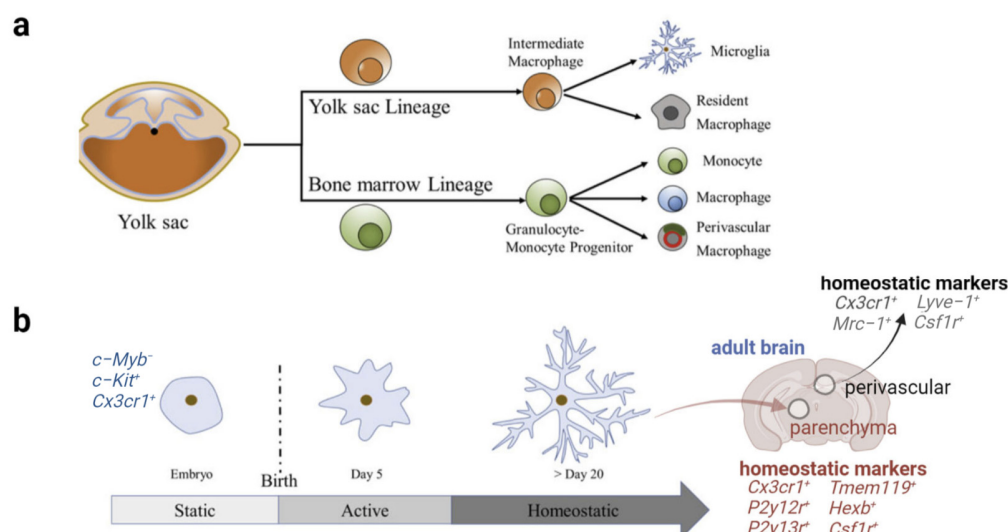 a
Intermediate
Macrophage
Microglia
Yolk sac Lineage
Resident
Macrophage
Monocyte
Bone marrow Lineage
Macrophage
Yolk sac
Granulocyte-
Monocyte Progenitor
Perivascular
Macrophage
b
homeostatic markers
Cx3cr1⁺ Lyve−1⁺
Mrc−1⁺ Csf1r⁺
adult brain
c−Myb⁻
c−Kit⁺
Cx3cr1⁺
perivascular
parenchyma
Embryo
Birth
Day 5
> Day 20
Static
Active
Homeostatic
homeostatic markers
Cx3cr1⁺ Tmem119⁺
P2y12r⁺ Hexb⁺
P2y13r⁺ Csf1r⁺